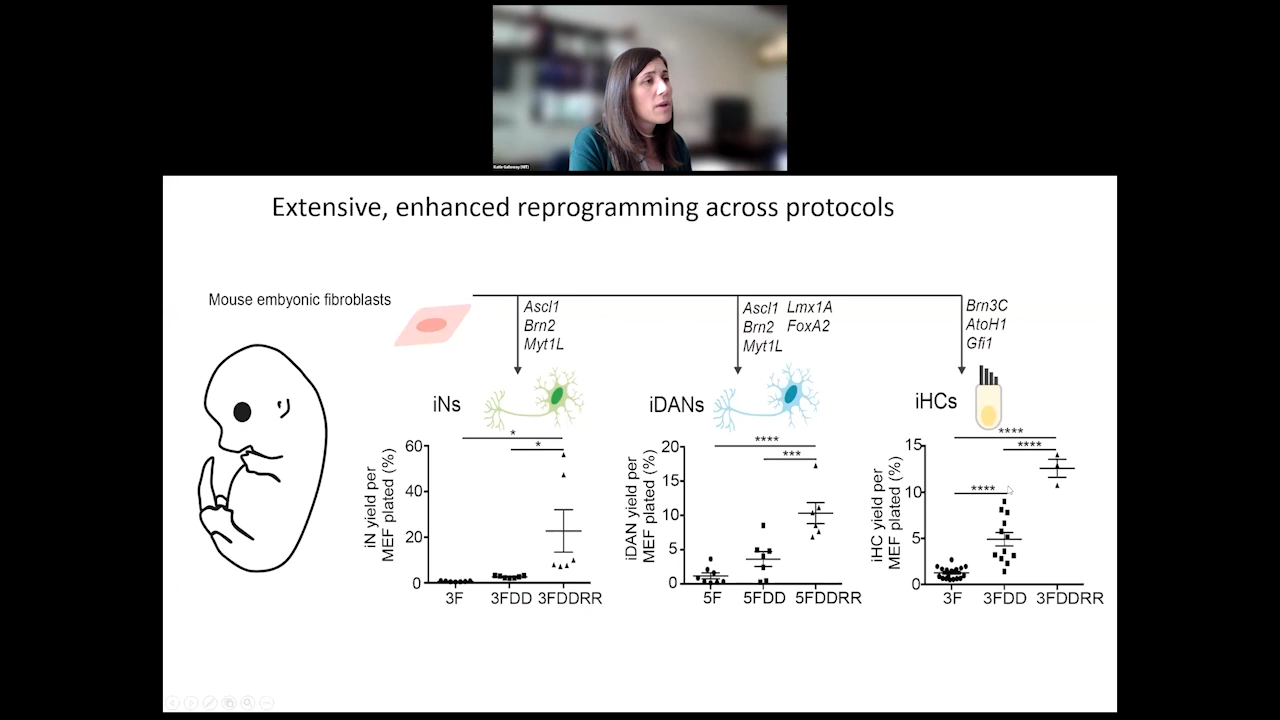 Katie Galloway (MIT)
Extensive, enhanced reprogramming across protocols
Mouse embyonic fibroblasts
Ascl1
Brn2
Myt1L
Ascl1 Lmx1A
Brn2 FoxA2
Myt1L
Brn3C
AtoH1
Gfi1
iNs
iDANs
iHCs
iN yield per
MEF plated (%)
60
40
20
0
*
*
3F 3FDD 3FDDRR
iDAN yield per
MEF plated (%)
20
15
10
5
0
****
***
5F 5FDD 5FDDRR
iHC yield per
MEF plated (%)
15
10
5
0
****
****
****
3F 3FDD 3FDDRR